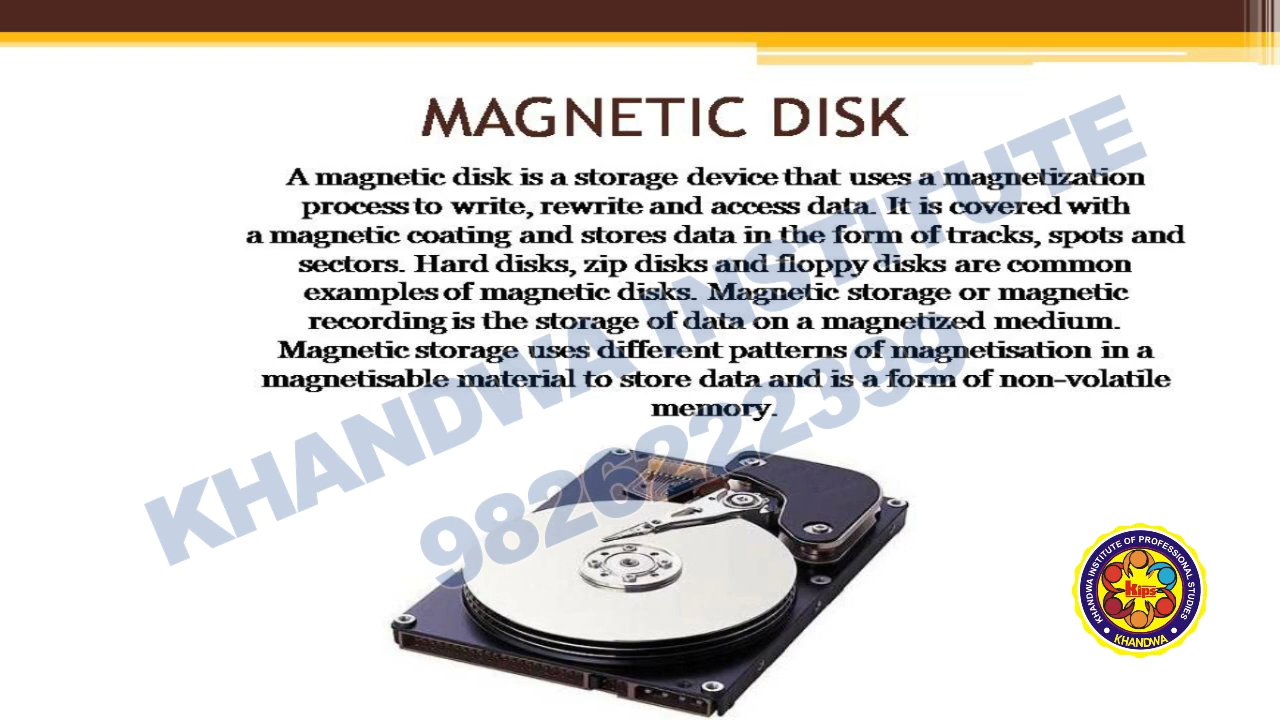 MAGNETIC DISK
A magnetic disk is a storage device that uses a magnetization
process to write, rewrite and access data. It is covered with
a magnetic coating and stores data in the form of tracks, spots and
sectors. Hard disks, zip disks and floppy disks are common
examples of magnetic disks. Magnetic storage or magnetic
recording is the storage of data on a magnetized medium.
Magnetic storage uses different patterns of magnetisation in a
magnetisable material to store data and is a form of non-volatile
memory.
KHANDWA INSTITUTE
9826822399
KHANDWA INSTITUTE OF PROFESSIONAL STUDIES
Kips
KHANDWA